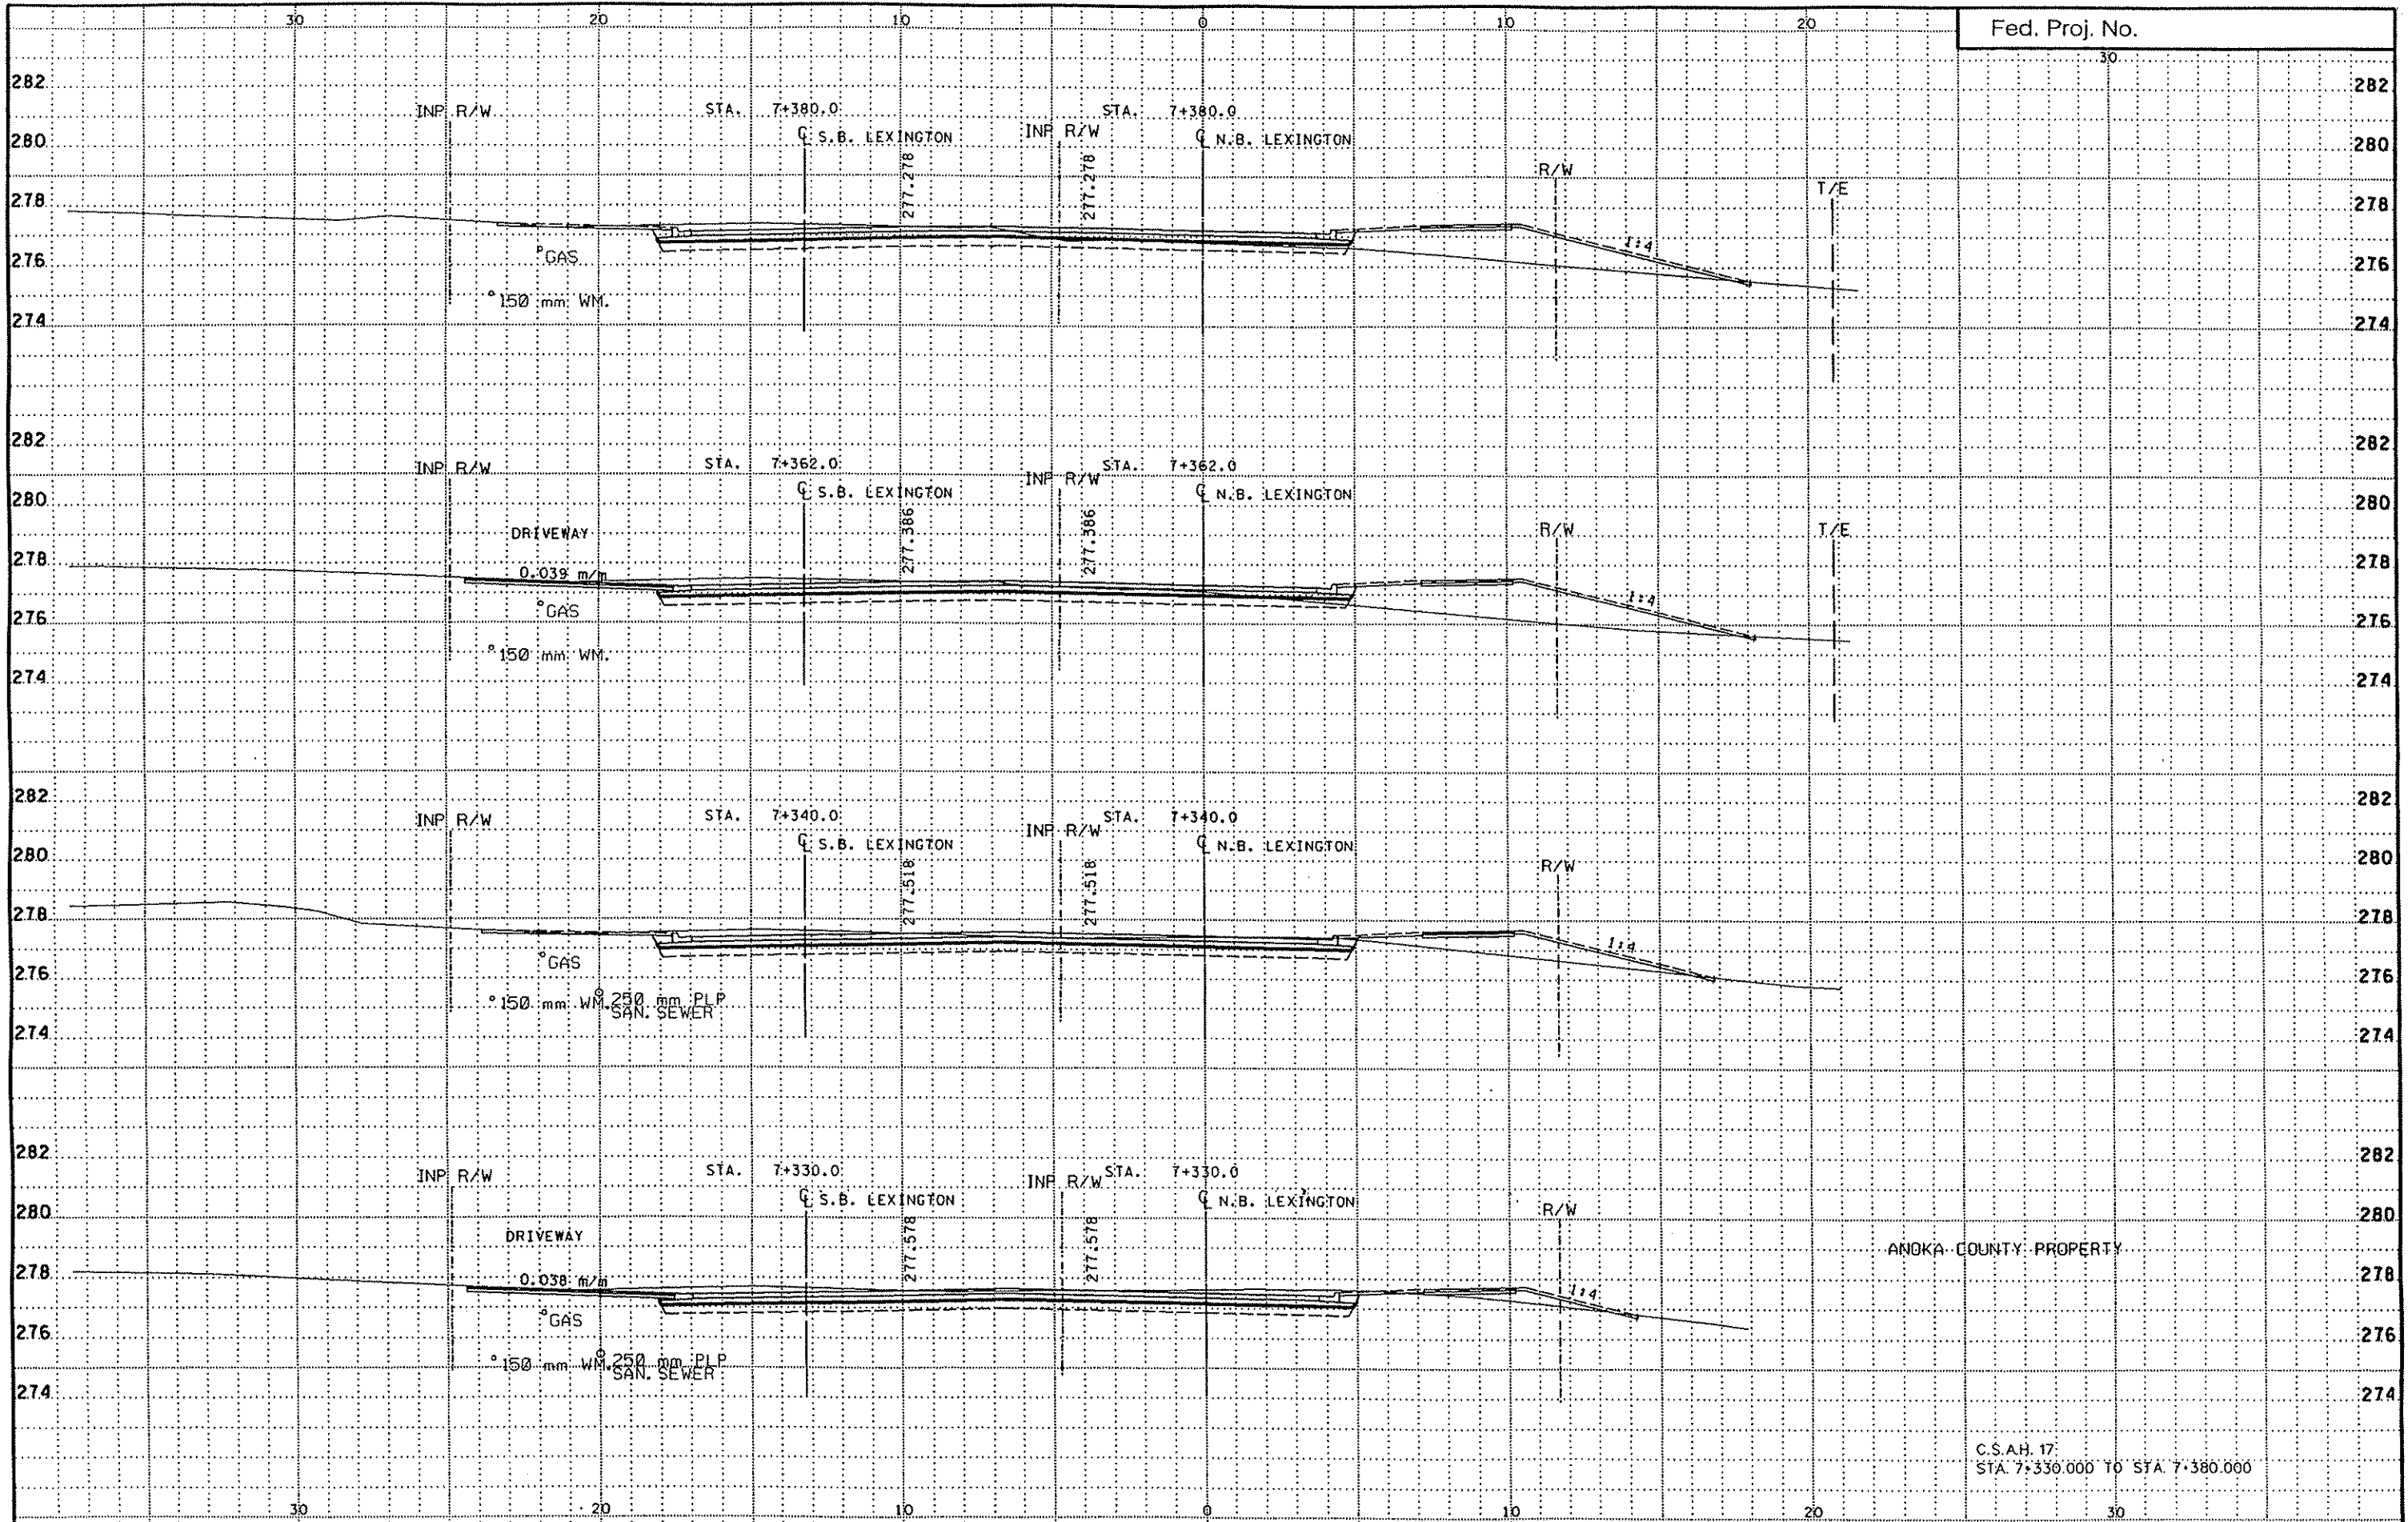 30 20 10 0 10 20
Fed. Proj. No.
30
282 282
INP R/W STA. 7+380.0 STA. 7+380.0
℄ S.B. LEXINGTON INP R/W ℄ N.B. LEXINGTON
280 280
277.278 277.278
R/W
T/E
278 278
1:4
°GAS
276 276
°150 mm WM.
274 274
282 282
INP R/W STA. 7+362.0 INP R/W STA. 7+362.0
℄ S.B. LEXINGTON ℄ N.B. LEXINGTON
280 280
277.386 277.386
DRIVEWAY R/W T/E
278 278
0.039 m/m
1:4
°GAS
276 276
°150 mm WM.
274 274
282 282
INP R/W STA. 7+340.0 INP R/W STA. 7+340.0
℄ S.B. LEXINGTON ℄ N.B. LEXINGTON
280 280
277.518 277.518
R/W
278 278
1:4
°GAS
276 276
°150 mm WM. 250 mm PLP
SAN. SEWER
274 274
282 282
INP R/W STA. 7+330.0 INP R/W STA. 7+330.0
℄ S.B. LEXINGTON ℄ N.B. LEXINGTON
280 280
277.578 277.578
R/W
DRIVEWAY
ANOKA COUNTY PROPERTY
278 278
0.038 m/m
1:4
°GAS
276 276
°150 mm WM. 250 mm PLP
SAN. SEWER
274 274
C.S.A.H. 17
STA. 7+330.000 TO STA. 7+380.000
30 20 10 0 10 20 30